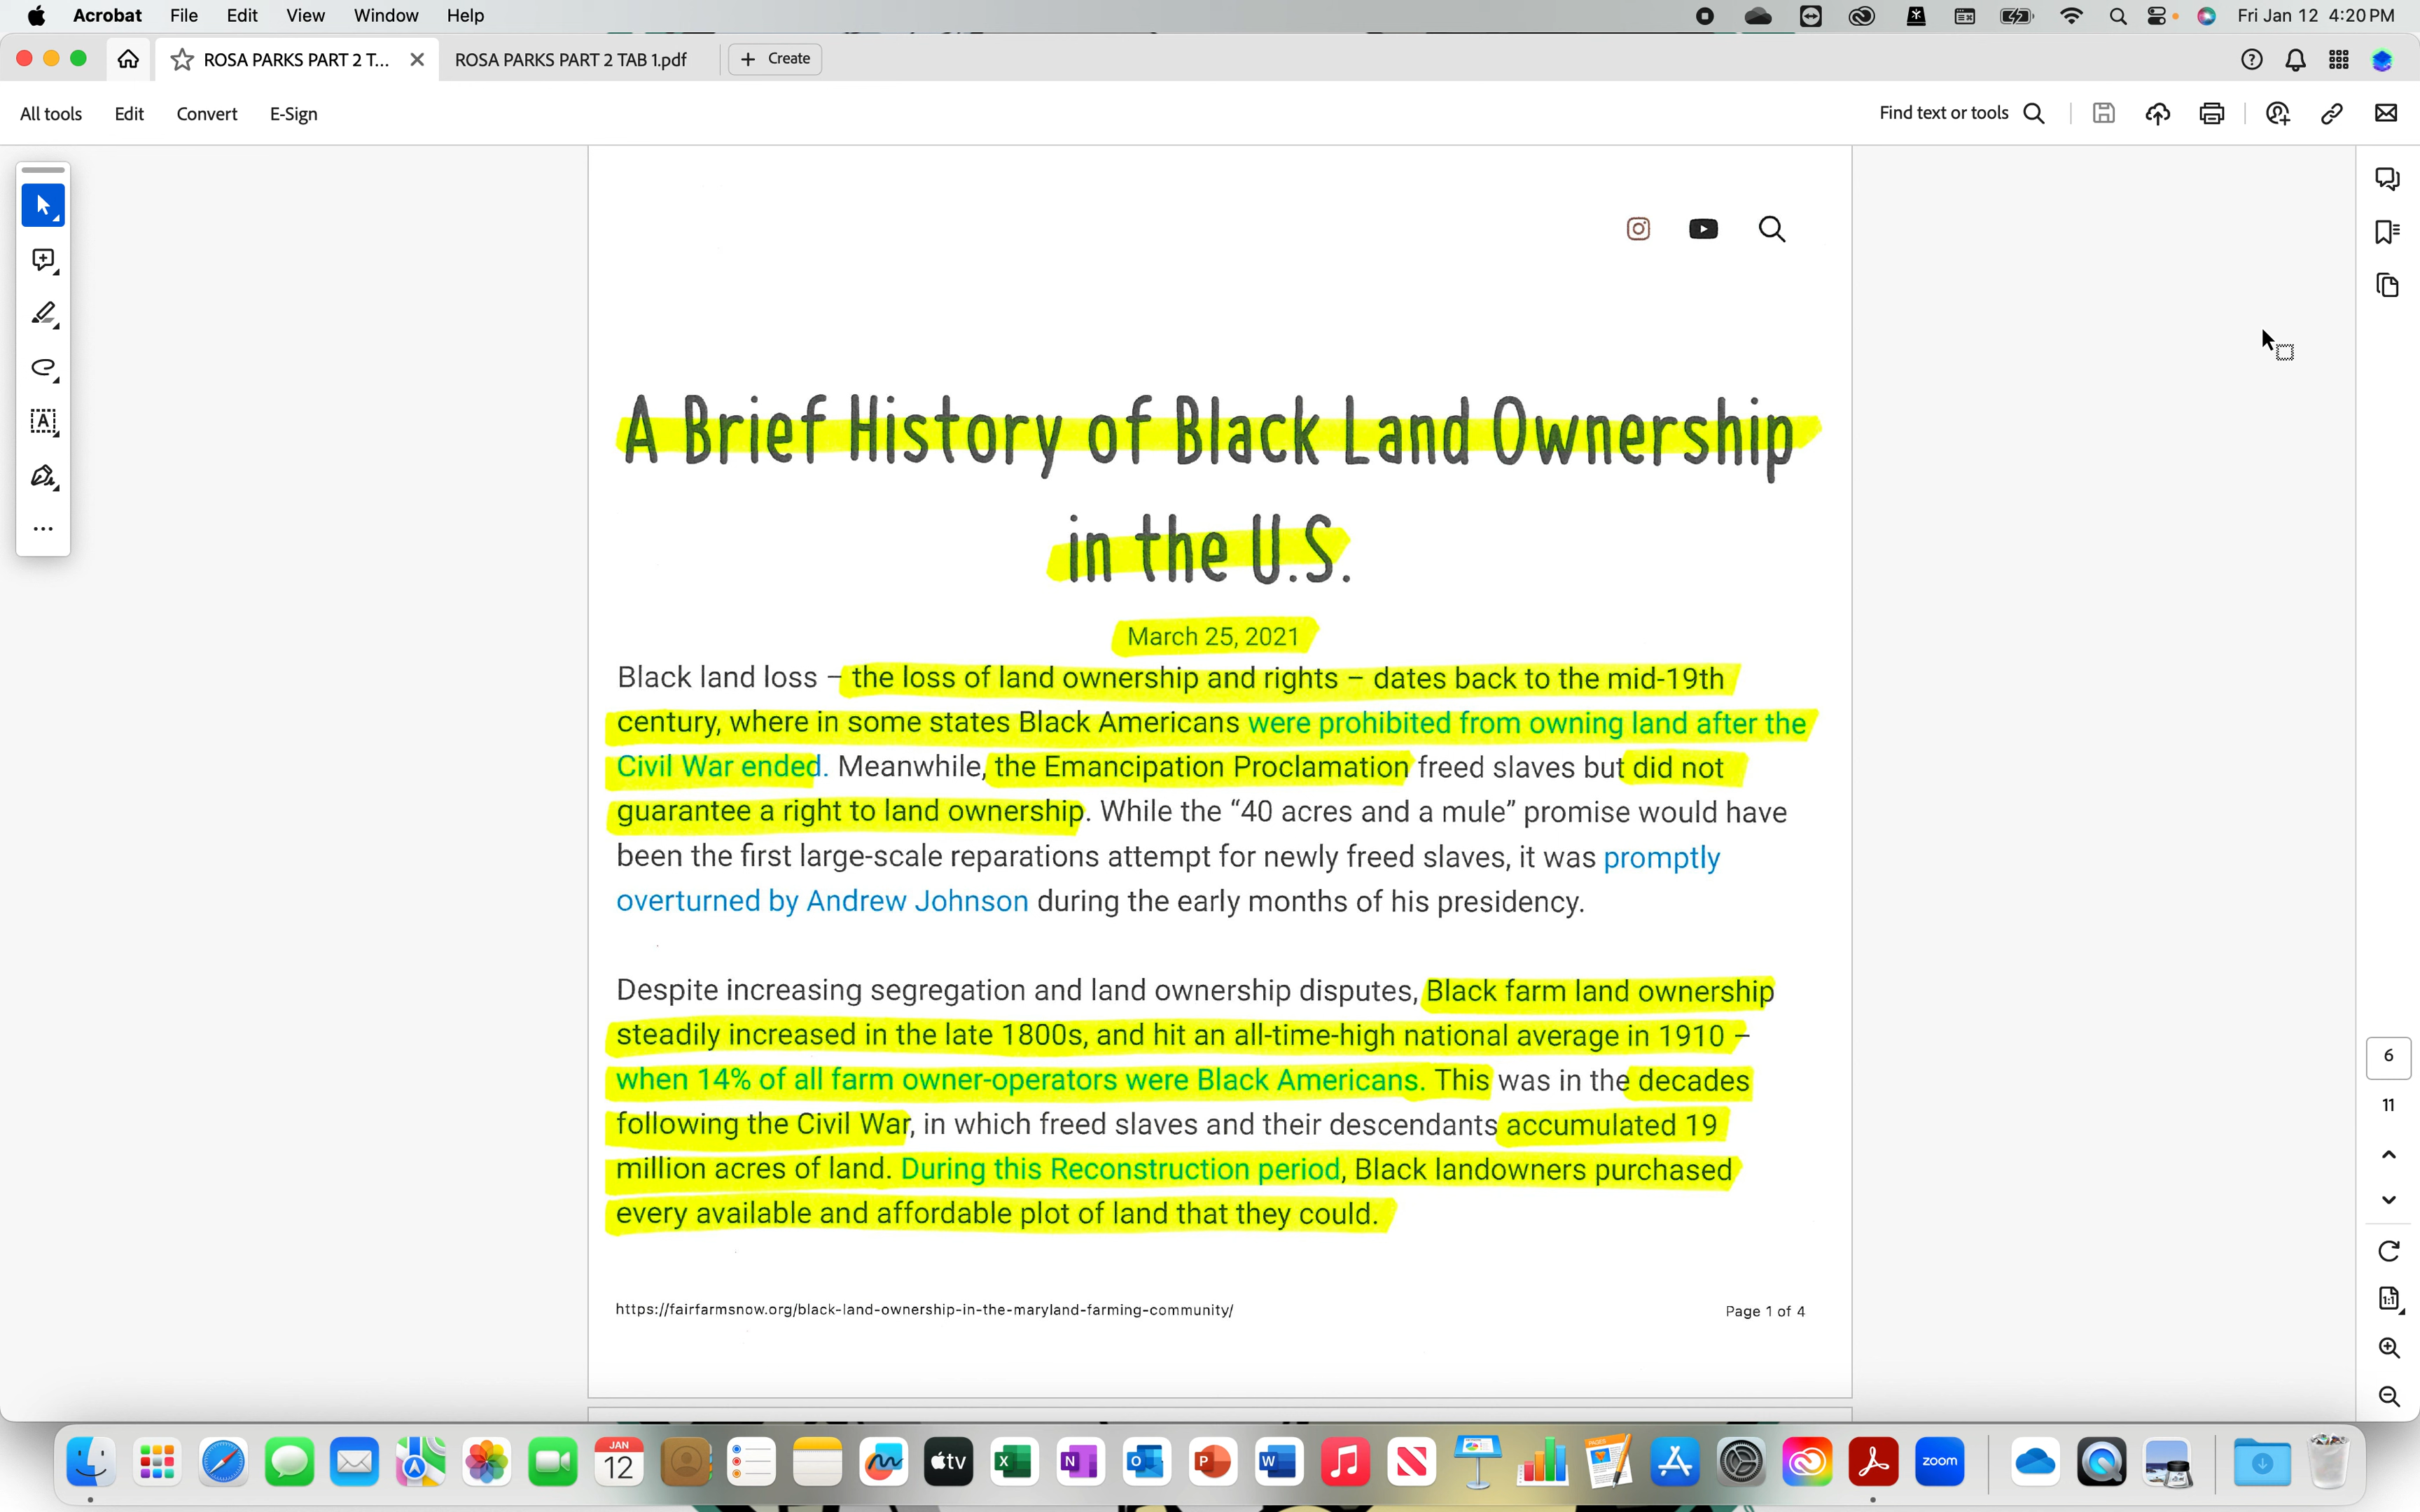 Acrobat File Edit View Window Help Fri Jan 12 4:20 PM
ROSA PARKS PART 2 T... ROSA PARKS PART 2 TAB 1.pdf Create
All tools Edit Convert E-Sign Find text or tools
A Brief History of Black Land Ownership
in the U.S.
March 25, 2021
Black land loss – the loss of land ownership and rights – dates back to the mid-19th
century, where in some states Black Americans were prohibited from owning land after the
Civil War ended. Meanwhile, the Emancipation Proclamation freed slaves but did not
guarantee a right to land ownership. While the “40 acres and a mule” promise would have
been the first large-scale reparations attempt for newly freed slaves, it was promptly
overturned by Andrew Johnson during the early months of his presidency.
Despite increasing segregation and land ownership disputes, Black farm land ownership
steadily increased in the late 1800s, and hit an all-time-high national average in 1910 –
when 14% of all farm owner-operators were Black Americans. This was in the decades
following the Civil War, in which freed slaves and their descendants accumulated 19
million acres of land. During this Reconstruction period, Black landowners purchased
every available and affordable plot of land that they could.
https://fairfarmsnow.org/black-land-ownership-in-the-maryland-farming-community/ Page 1 of 4
6
11
1:1
JAN
12
tv
X
N
O
P
W
PAGES
zoom